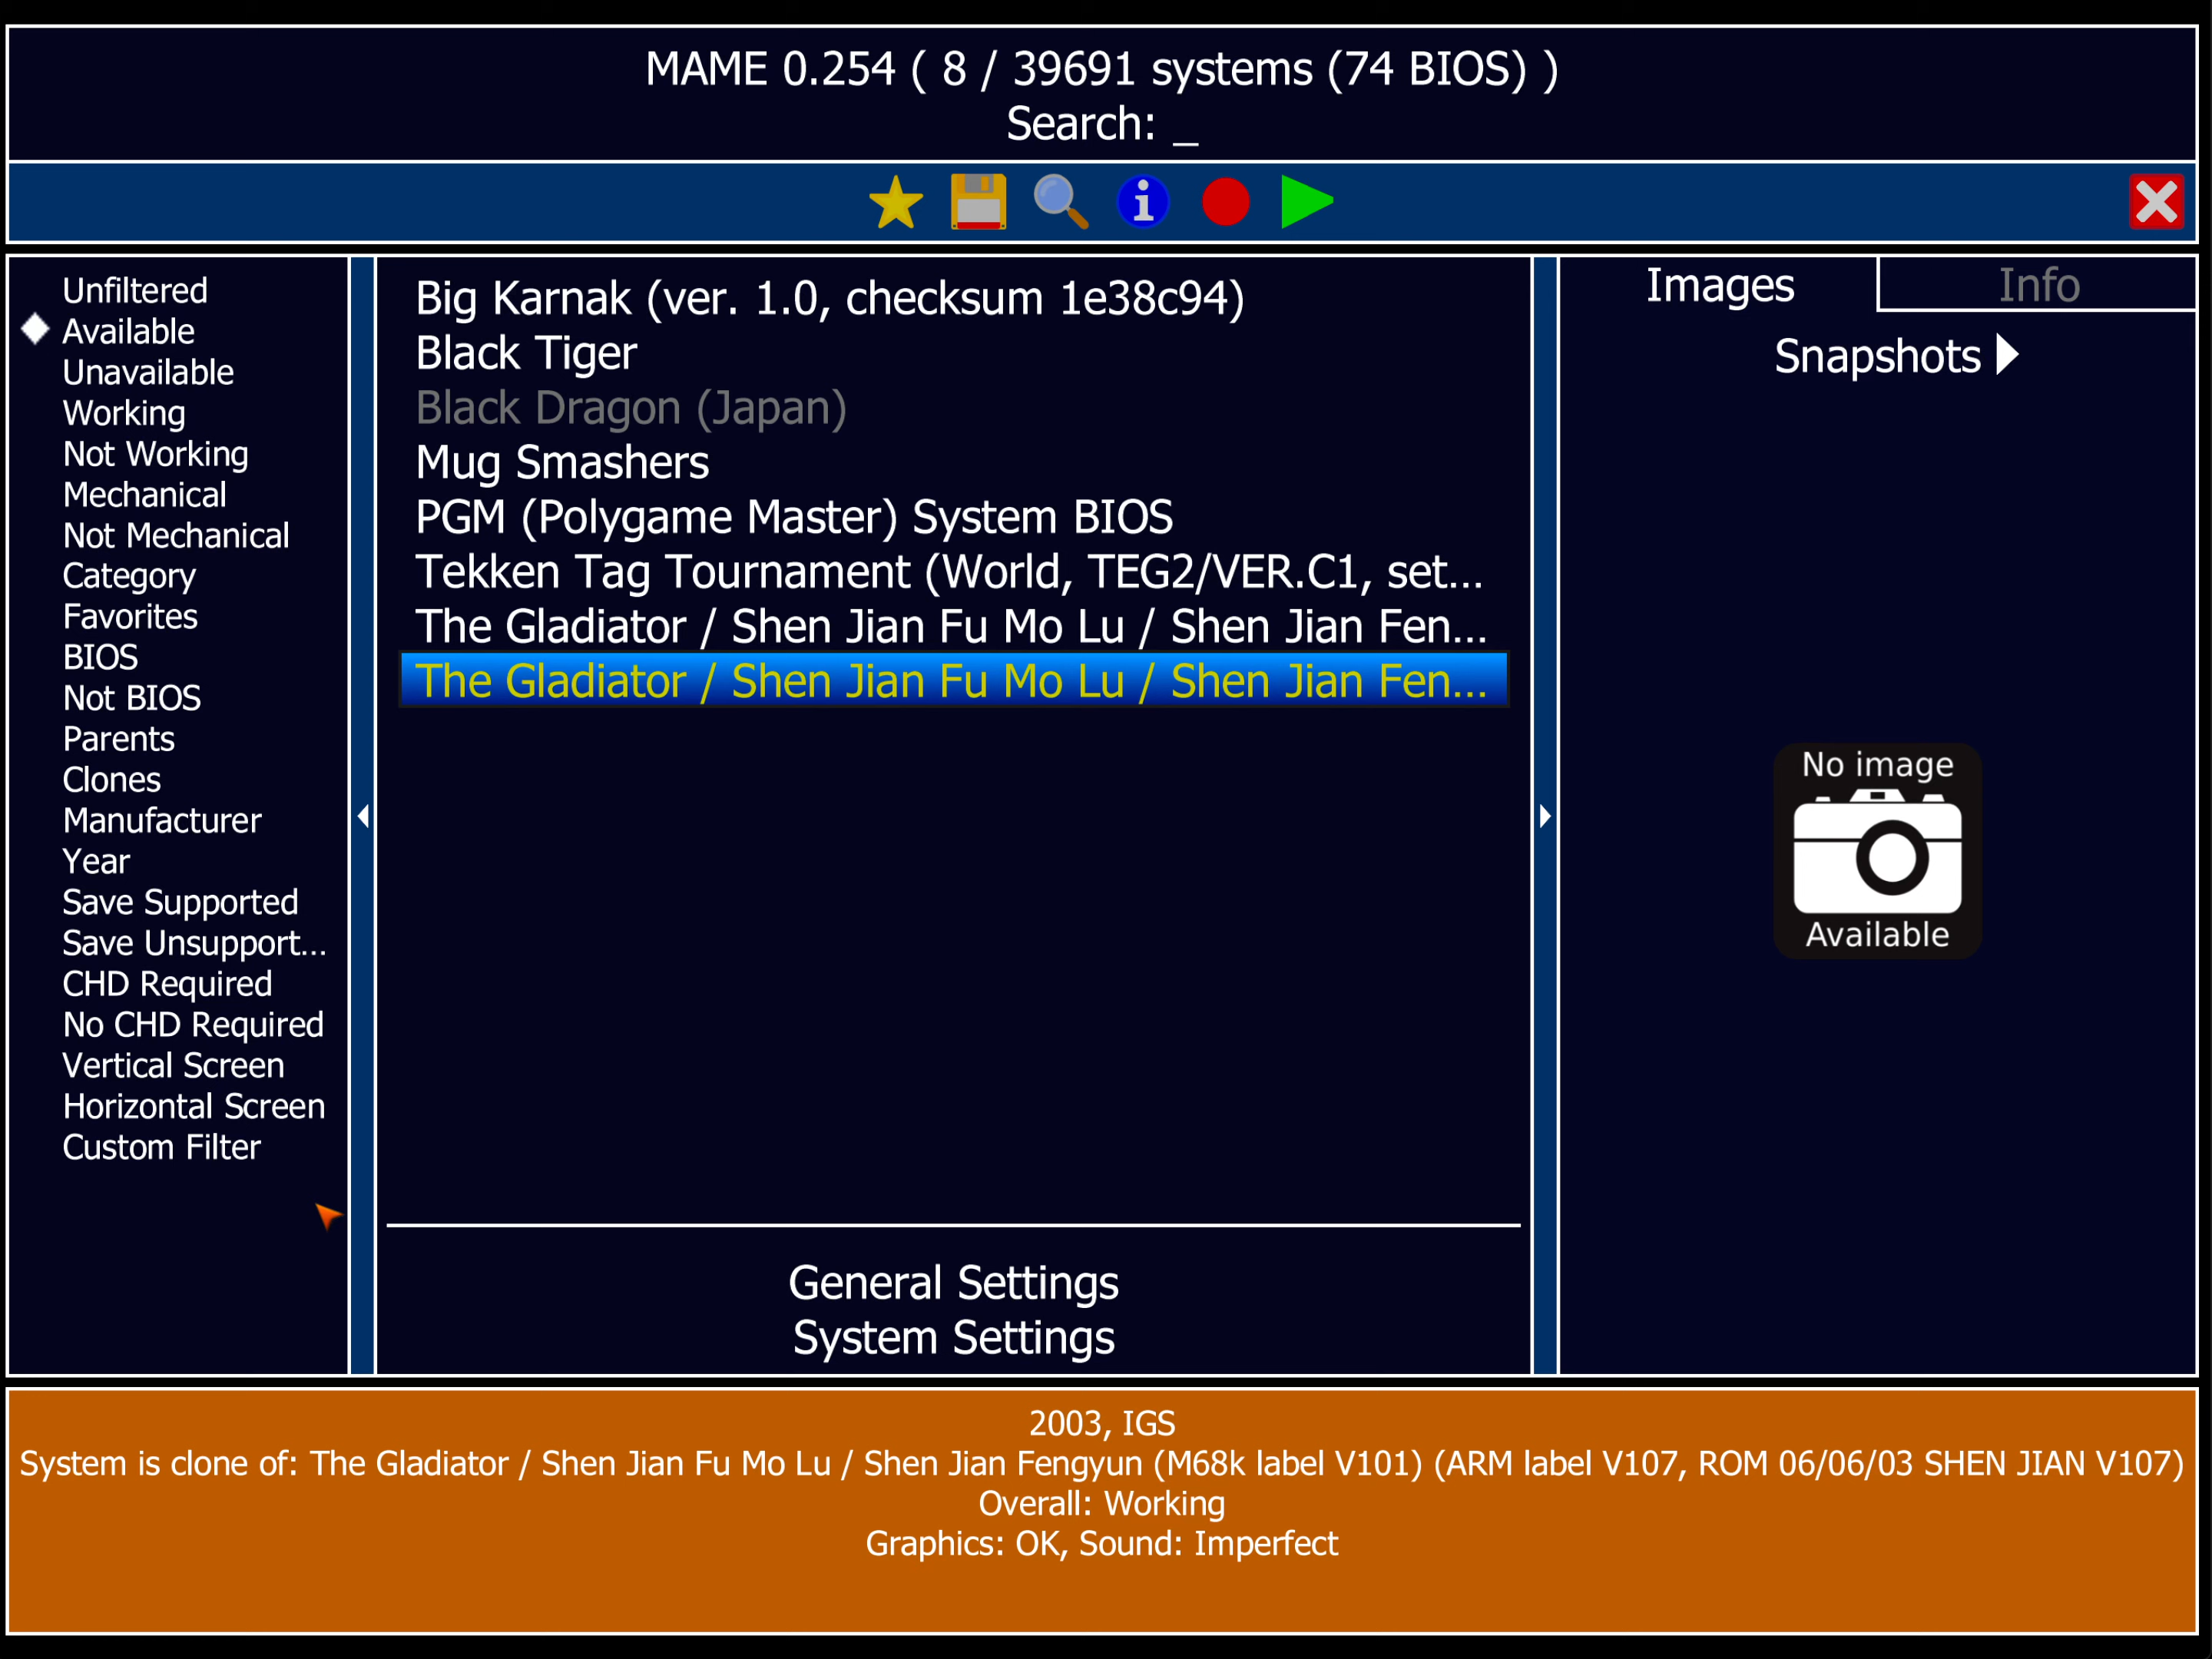 MAME 0.254 ( 8 / 39691 systems (74 BIOS) )
Search: _
Unfiltered
Available
Unavailable
Working
Not Working
Mechanical
Not Mechanical
Category
Favorites
BIOS
Not BIOS
Parents
Clones
Manufacturer
Year
Save Supported
Save Unsupport...
CHD Required
No CHD Required
Vertical Screen
Horizontal Screen
Custom Filter
Big Karnak (ver. 1.0, checksum 1e38c94)
Black Tiger
Black Dragon (Japan)
Mug Smashers
PGM (Polygame Master) System BIOS
Tekken Tag Tournament (World, TEG2/VER.C1, set...
The Gladiator / Shen Jian Fu Mo Lu / Shen Jian Fen...
The Gladiator / Shen Jian Fu Mo Lu / Shen Jian Fen...
General Settings
System Settings
Images
Info
Snapshots
No image
Available
2003, IGS
System is clone of: The Gladiator / Shen Jian Fu Mo Lu / Shen Jian Fengyun (M68k label V101) (ARM label V107, ROM 06/06/03 SHEN JIAN V107)
Overall: Working
Graphics: OK, Sound: Imperfect